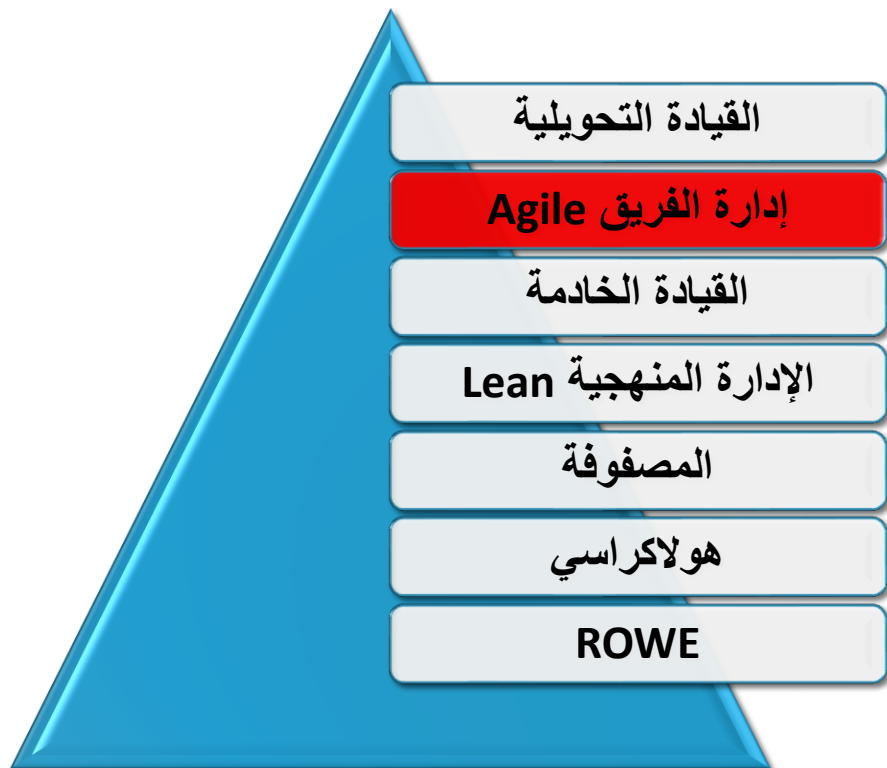 القيادة التحويلية
إدارة الفريق Agile
القيادة الخادمة
الإدارة المنهجية Lean
المصفوفة
هولاكراسي
ROWE